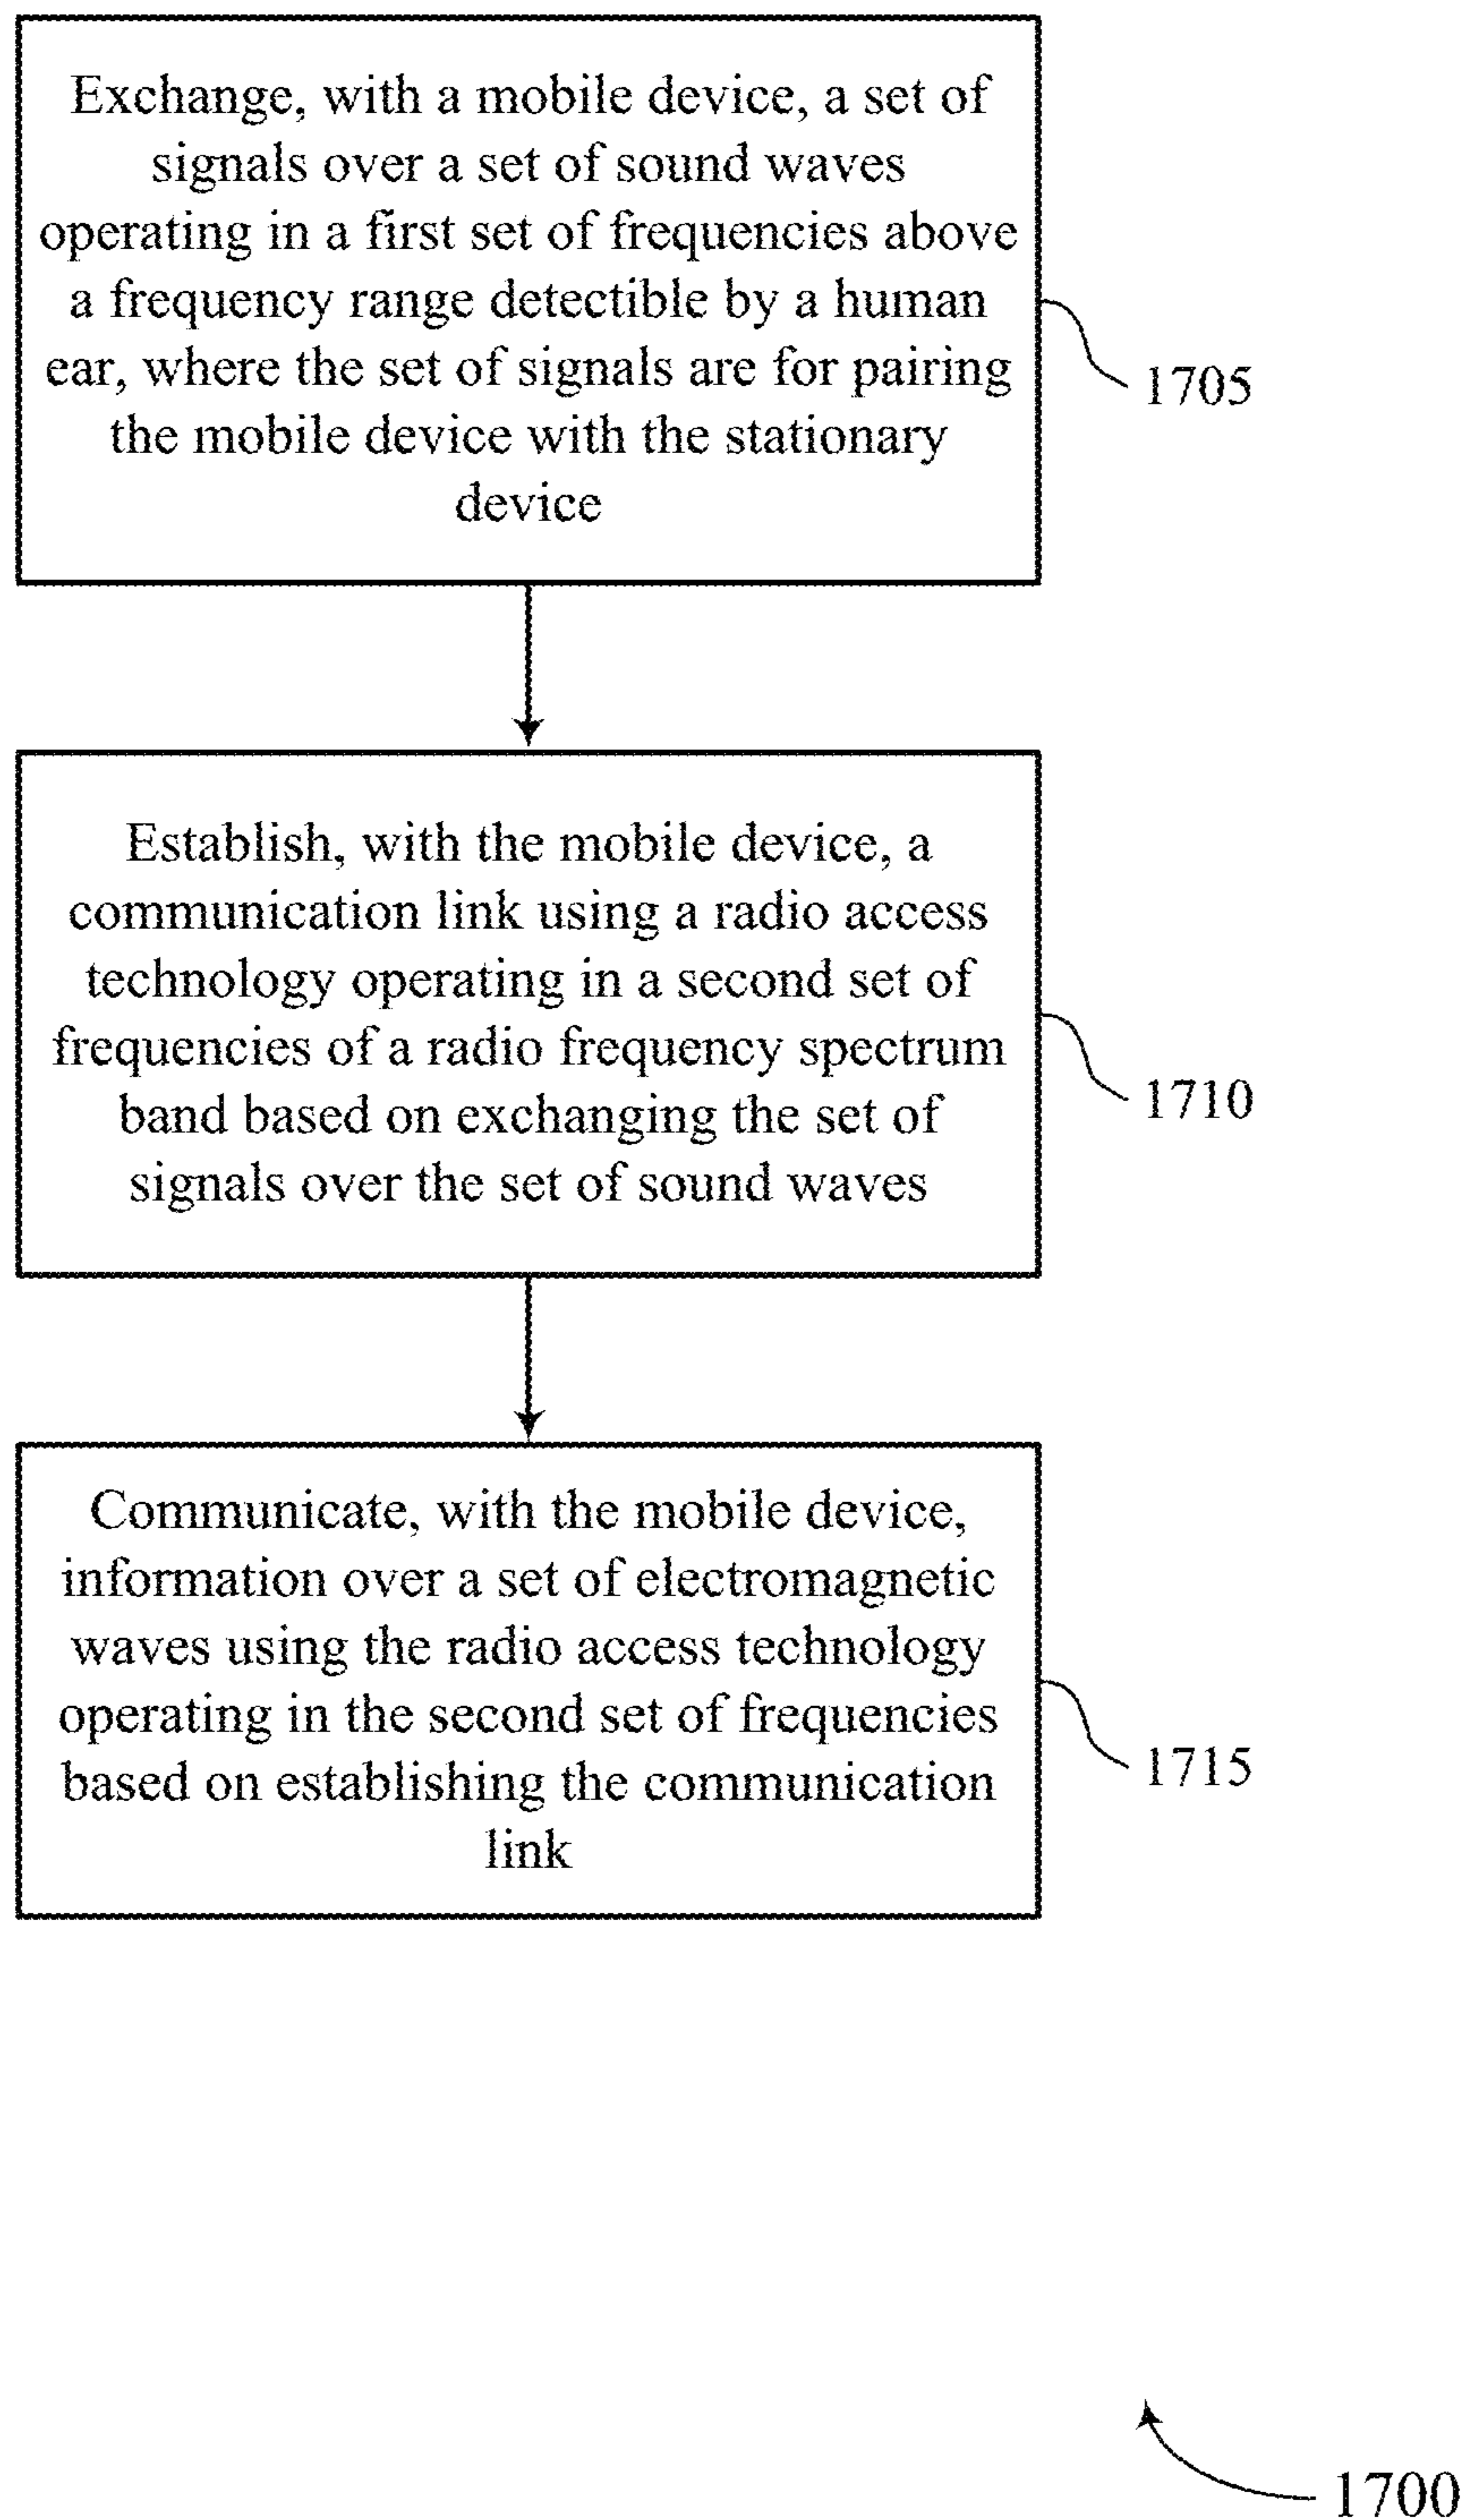 Exchange, with a mobile device, a set of
signals over a set of sound waves
operating in a first set of frequencies above
a frequency range detectible by a human
ear, where the set of signals are for pairing
the mobile device with the stationary
device
1705
Establish, with the mobile device, a
communication link using a radio access
technology operating in a second set of
frequencies of a radio frequency spectrum
band based on exchanging the set of
signals over the set of sound waves
1710
Communicate, with the mobile device,
information over a set of electromagnetic
waves using the radio access technology
operating in the second set of frequencies
based on establishing the communication
link
1715
1700